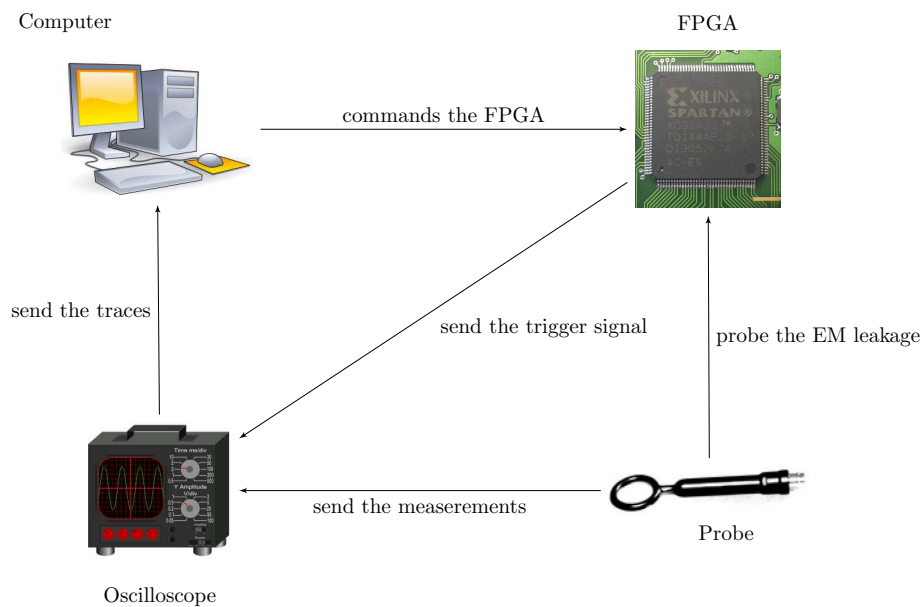 Computer
FPGA
XILINX
SPARTAN®
commands the FPGA
send the traces
send the trigger signal
probe the EM leakage
Time ms/div
Y Amplitude
V/div
send the measerements
Probe
Oscilloscope